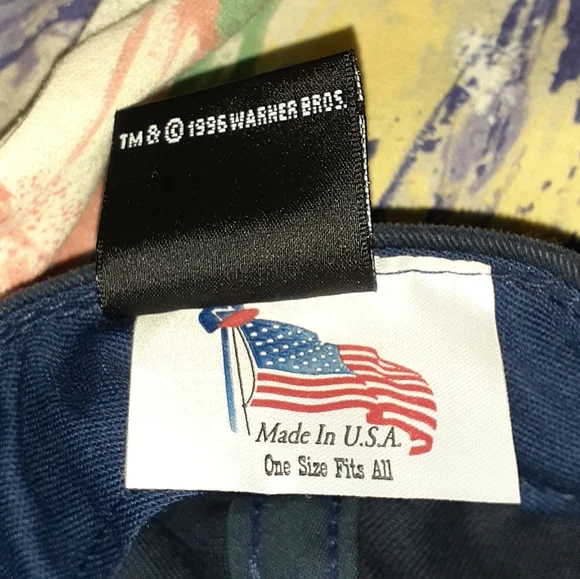 TM & © 1996 WARNER BROS.
Made In U.S.A.
One Size Fits All